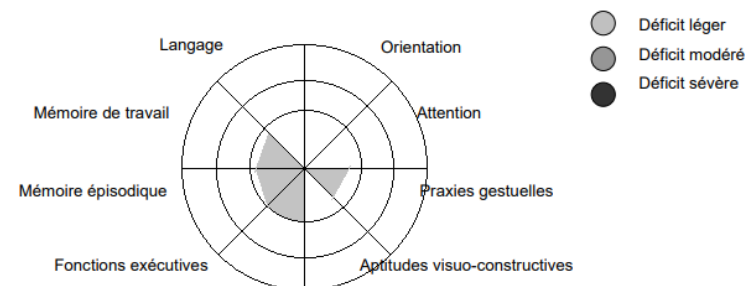 Langage
Orientation
Mémoire de travail
Attention
Mémoire épisodique
Praxies gestuelles
Fonctions exécutives
Aptitudes visuo-constructives
Déficit léger
Déficit modéré
Déficit sévère